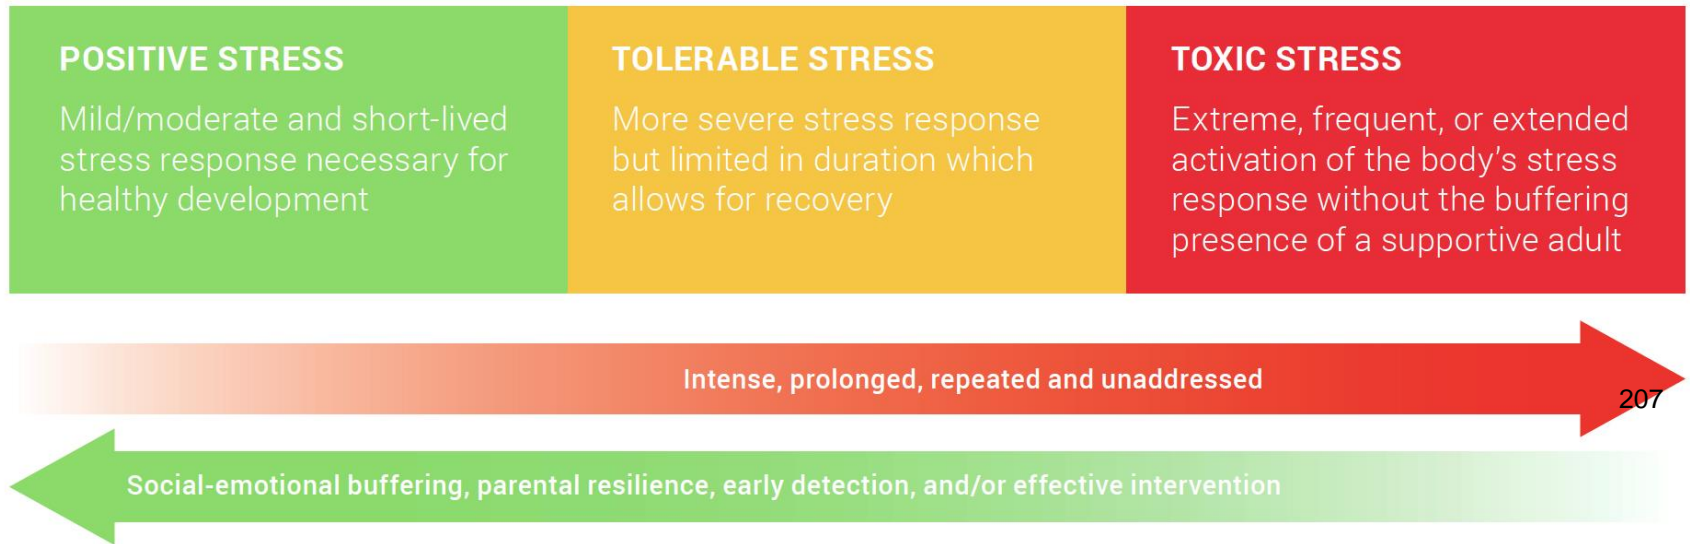 POSITIVE STRESS
Mild/moderate and short-lived
stress response necessary for
healthy development
TOLERABLE STRESS
More severe stress response
but limited in duration which
allows for recovery
TOXIC STRESS
Extreme, frequent, or extended
activation of the body’s stress
response without the buffering
presence of a supportive adult
Intense, prolonged, repeated and unaddressed
207
Social-emotional buffering, parental resilience, early detection, and/or effective intervention